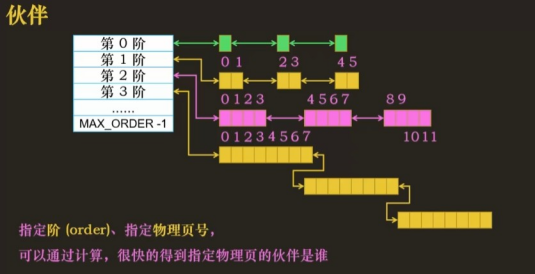 伙伴
第 0 阶
第 1 阶
0 1 2 3 4 5
第 2 阶
0 1 2 3 4 5 6 7 8 9
第 3 阶
......
0 1 2 3 4 5 6 7 10 11
MAX_ORDER -1
指定阶 (order)、指定物理页号，
可以通过计算，很快的得到指定物理页的伙伴是谁